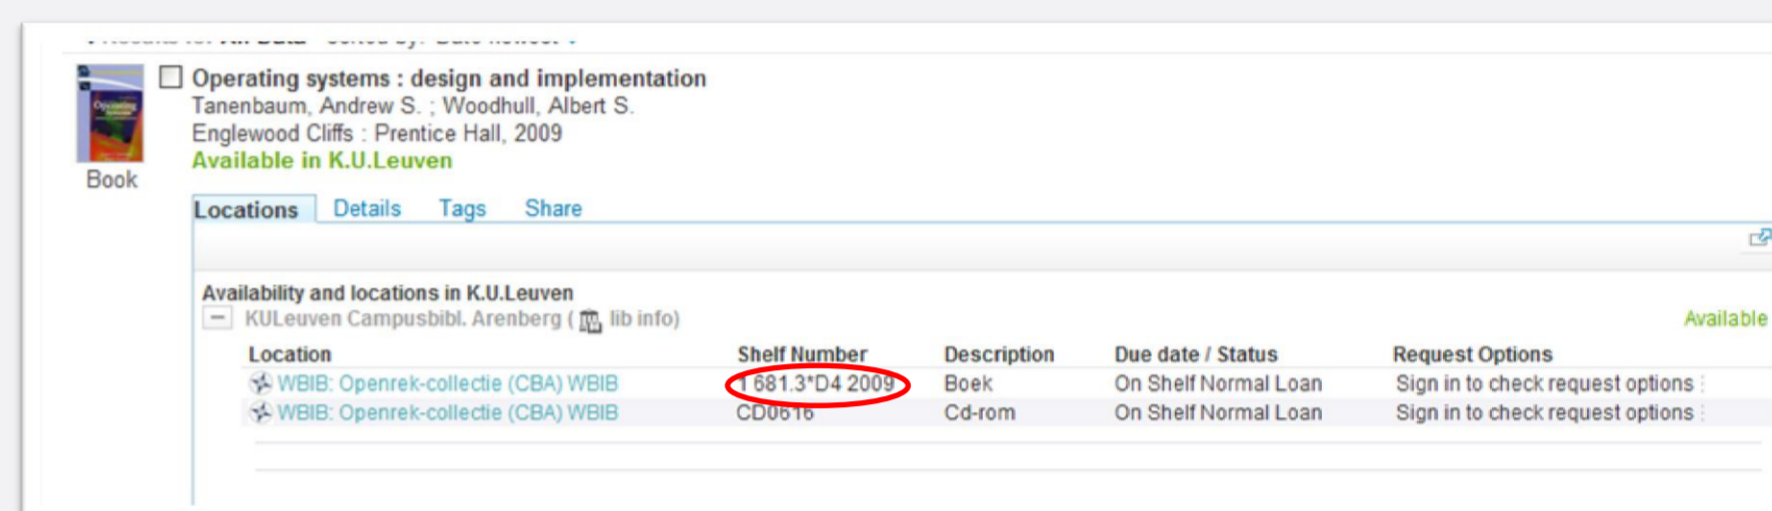 Operating systems : design and implementation
Tanenbaum, Andrew S. ; Woodhull, Albert S.
Englewood Cliffs : Prentice Hall, 2009
Available in K.U.Leuven
Book
Locations Details Tags Share
Availability and locations in K.U.Leuven
KULeuven Campusbibl. Arenberg ( lib info)
Available
Location Shelf Number Description Due date / Status Request Options
WBIB: Openrek-collectie (CBA) WBIB 1 681.3*D4 2009 Boek On Shelf Normal Loan Sign in to check request options
WBIB: Openrek-collectie (CBA) WBIB CD0616 Cd-rom On Shelf Normal Loan Sign in to check request options